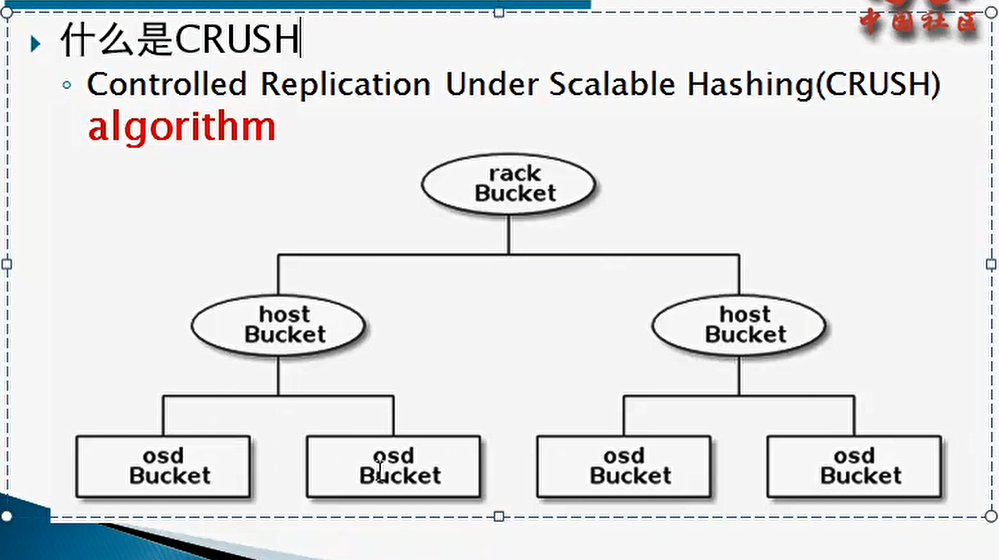 中国社区
什么是CRUSH
Controlled Replication Under Scalable Hashing(CRUSH)
algorithm
rack
Bucket
host
Bucket
host
Bucket
osd
Bucket
osd
Bucket
osd
Bucket
osd
Bucket